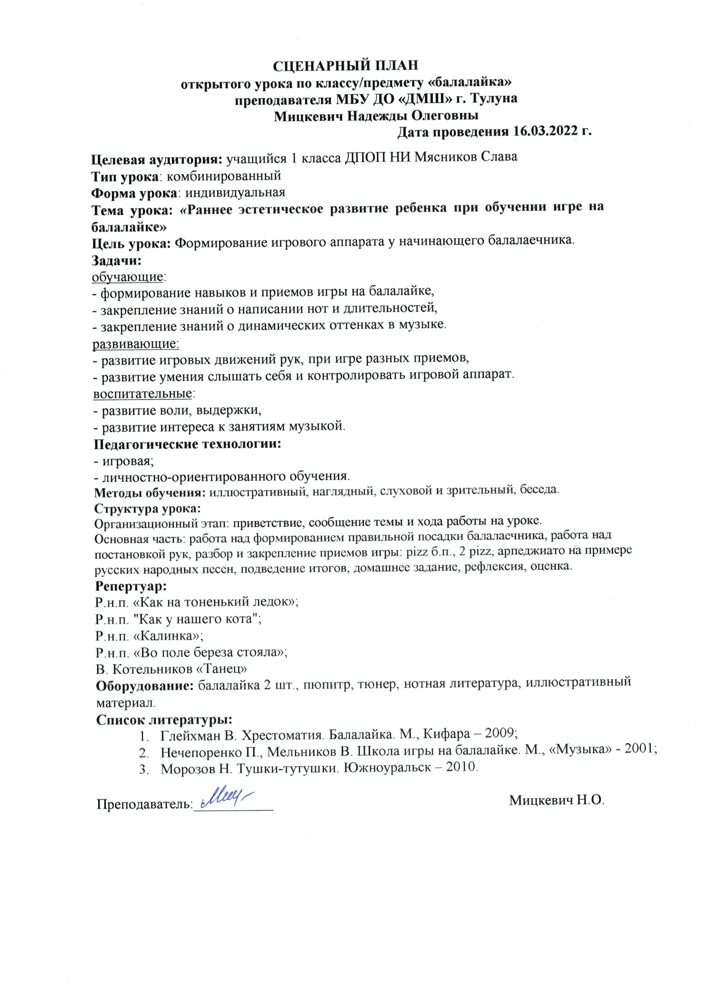 СЦЕНАРНЫЙ ПЛАН
открытого урока по классу/предмету «балалайка»
преподавателя МБУ ДО «ДМШ» г. Тулуна
Мицкевич Надежды Олеговны
Дата проведения 16.03.2022 г.
Целевая аудитория: учащийся 1 класса ДПОП НИ Мясников Слава
Тип урока: комбинированный
Форма урока: индивидуальная
Тема урока: «Раннее эстетическое развитие ребенка при обучении игре на
балалайке»
Цель урока: Формирование игрового аппарата у начинающего балалаечника.
Задачи:
обучающие:
- формирование навыков и приемов игры на балалайке,
- закрепление знаний о написании нот и длительностей,
- закрепление знаний о динамических оттенках в музыке.
развивающие:
- развитие игровых движений рук, при игре разных приемов,
- развитие умения слышать себя и контролировать игровой аппарат.
воспитательные:
- развитие воли, выдержки,
- развитие интереса к занятиям музыкой.
Педагогические технологии:
- игровая;
- личностно-ориентированного обучения.
Методы обучения: иллюстративный, наглядный, слуховой и зрительный, беседа.
Структура урока:
Организационный этап: приветствие, сообщение темы и хода работы на уроке.
Основная часть: работа над формированием правильной посадки балалаечника, работа над
постановкой рук, разбор и закрепление приемов игры: pizz б.п., 2 pizz, арпеджиато на примере
русских народных песен, подведение итогов, домашнее задание, рефлексия, оценка.
Репертуар:
Р.н.п. «Как на тоненький ледок»;
Р.н.п. "Как у нашего кота";
Р.н.п. «Калинка»;
Р.н.п. «Во поле береза стояла»;
В. Котельников «Танец»
Оборудование: балалайка 2 шт., пюпитр, тюнер, нотная литература, иллюстративный
материал.
Список литературы:
1. Глейхман В. Хрестоматия. Балалайка. М., Кифара – 2009;
2. Нечепоренко П., Мельников В. Школа игры на балалайке. М., «Музыка» - 2001;
3. Морозов Н. Тушки-тутушки. Южноуральск – 2010.
Преподаватель:____________ Мицкевич Н.О.